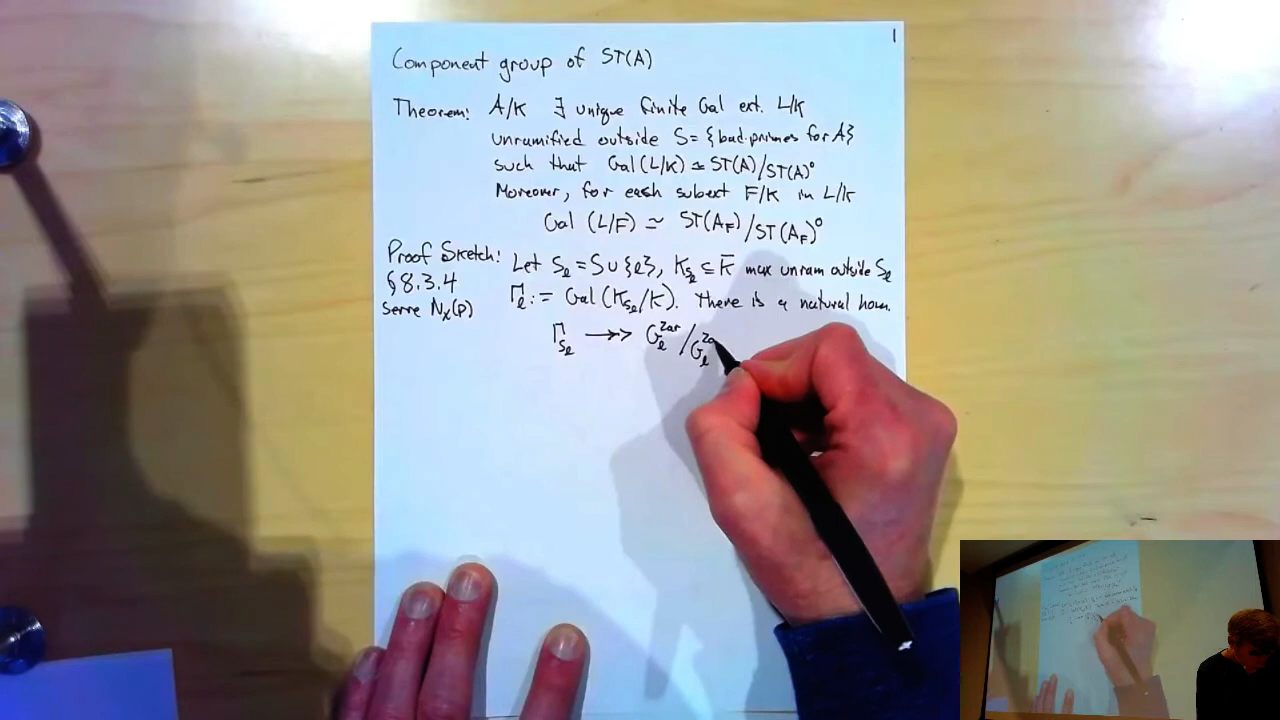 1
Component group of ST(A)
Theorem: A/K ∃ unique finite Gal ext. L/K
unramified outside S = {bad primes for A}
such that Gal(L/K) ≃ ST(A)/ST(A)⁰
Moreover, for each subext F/K in L/K
Gal (L/F) ≃ ST(A_F)/ST(A_F)⁰
Proof Sketch: Let S_ℓ = S ∪ {ℓ}, K_{S_ℓ} ⊆ K̄ max unram outside S_ℓ
§8.3.4 Γ_ℓ := Gal(K_{S_ℓ}/K). There is a natural hom.
Serre N_X(p)
Γ_{S_ℓ} ↠ G_ℓ^{Zar}/G_ℓ^{Za